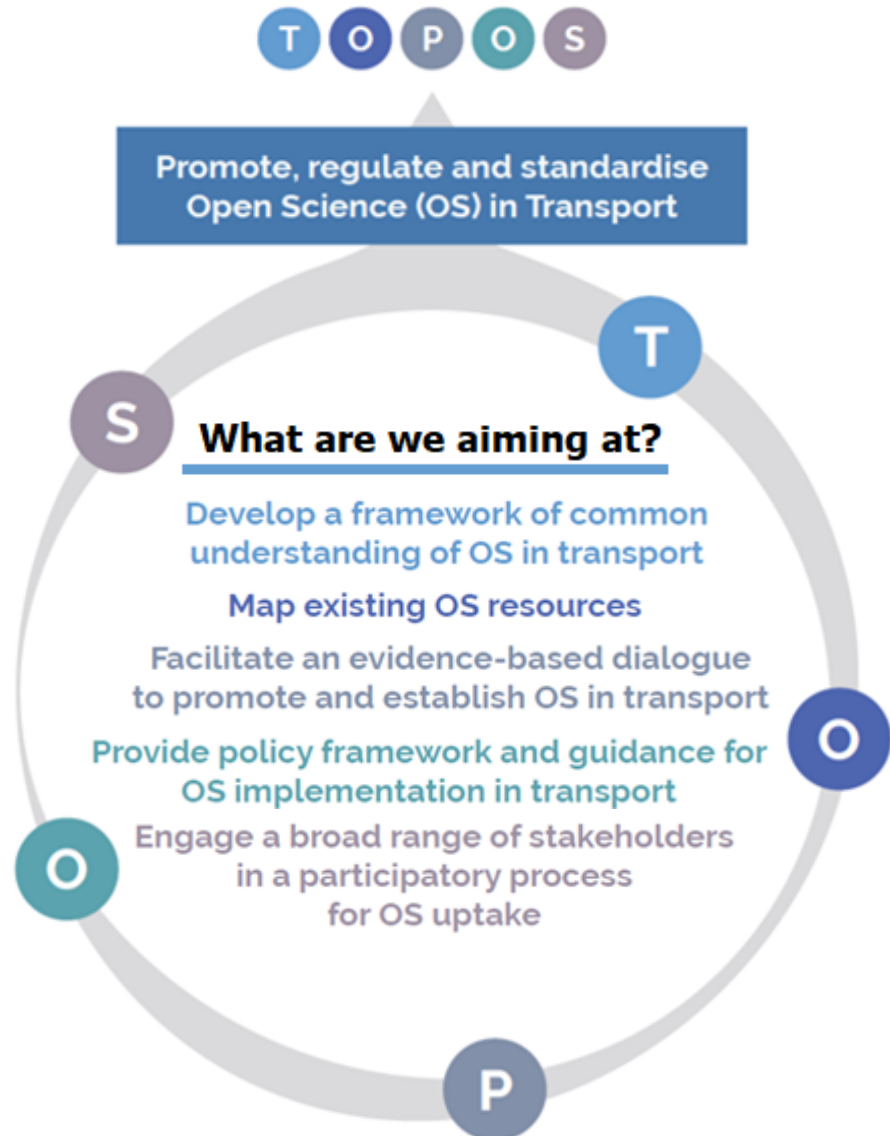 T O P O S
Promote, regulate and standardise
Open Science (OS) in Transport
T
S
What are we aiming at?
Develop a framework of common
understanding of OS in transport
Map existing OS resources
Facilitate an evidence-based dialogue
to promote and establish OS in transport
O
Provide policy framework and guidance for
OS implementation in transport
Engage a broad range of stakeholders
O
in a participatory process
for OS uptake
P